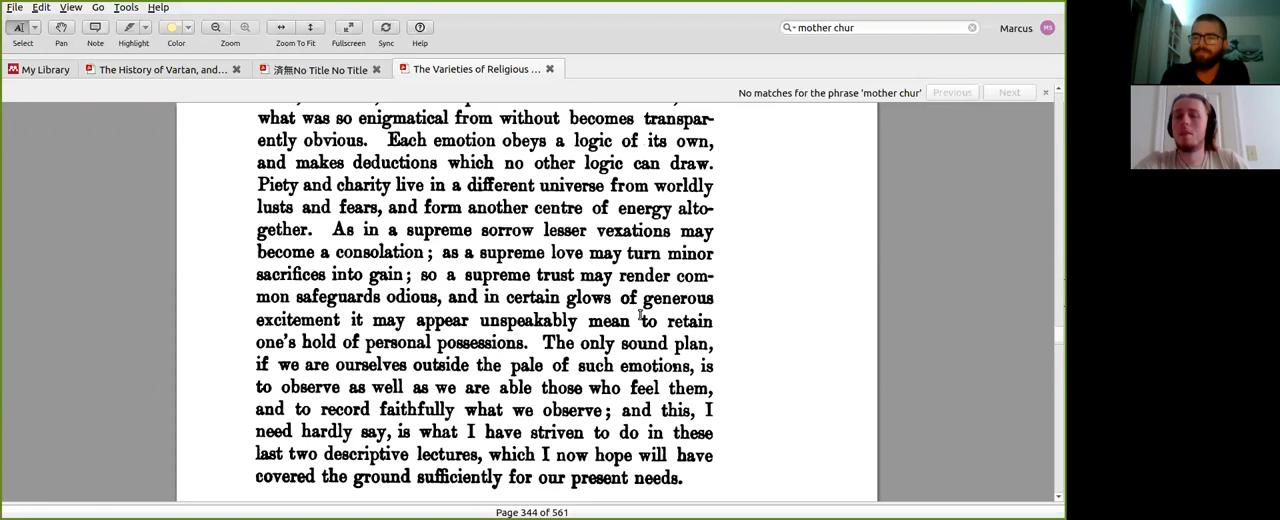 File Edit View Go Tools Help
Select Pan Note Highlight Color Zoom Zoom To Fit Fullscreen Sync Help
mother chur
Marcus MS
My Library The History of Vartan, and... 済無No Title No Title The Varieties of Religious ...
No matches for the phrase 'mother chur' Previous Next
what was so enigmatical from without becomes transpar-
ently obvious. Each emotion obeys a logic of its own,
and makes deductions which no other logic can draw.
Piety and charity live in a different universe from worldly
lusts and fears, and form another centre of energy alto-
gether. As in a supreme sorrow lesser vexations may
become a consolation; as a supreme love may turn minor
sacrifices into gain; so a supreme trust may render com-
mon safeguards odious, and in certain glows of generous
excitement it may appear unspeakably mean to retain
one's hold of personal possessions. The only sound plan,
if we are ourselves outside the pale of such emotions, is
to observe as well as we are able those who feel them,
and to record faithfully what we observe; and this, I
need hardly say, is what I have striven to do in these
last two descriptive lectures, which I now hope will have
covered the ground sufficiently for our present needs.
Page 344 of 561